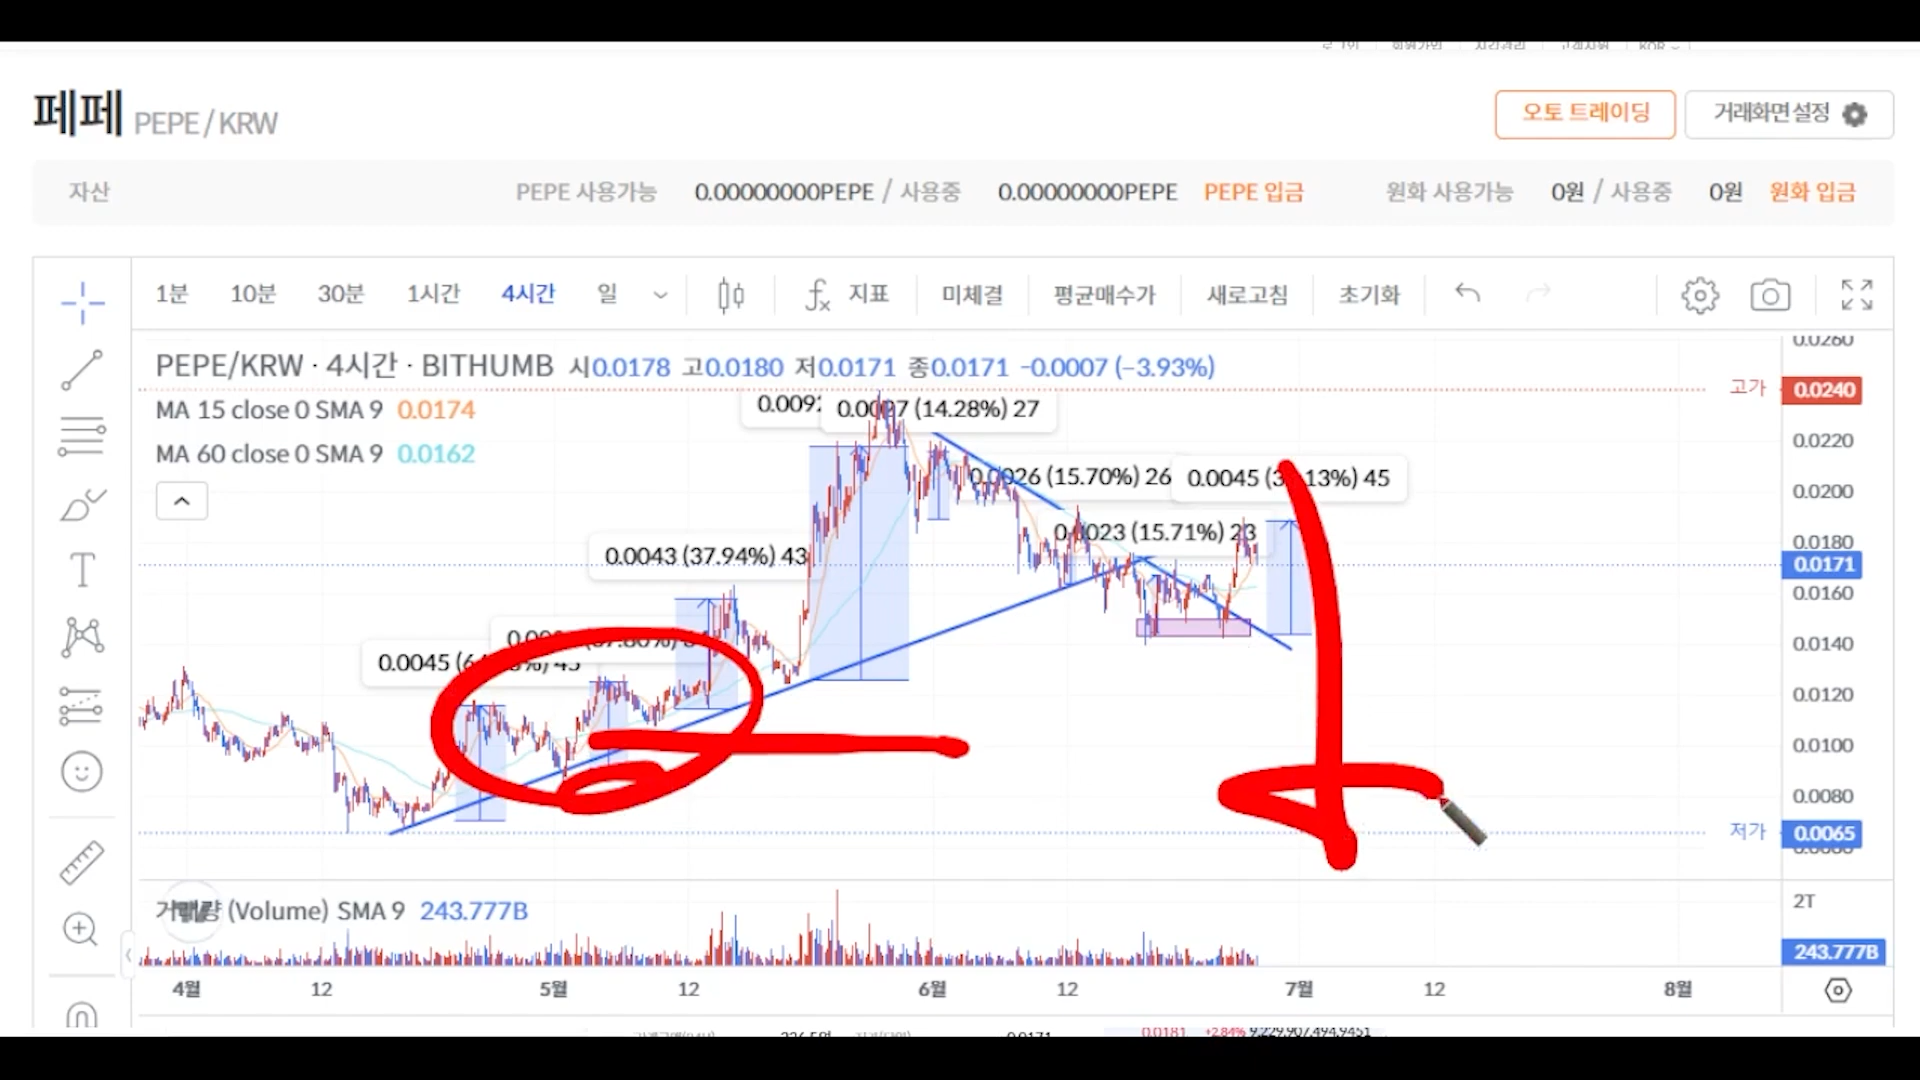 페페 PEPE/KRW
오토 트레이딩
거래화면설정
자산 PEPE 사용가능 0.00000000PEPE / 사용중 0.00000000PEPE PEPE 입금 원화 사용가능 0원 / 사용중 0원 원화 입금
1분 10분 30분 1시간 4시간 일 지표 미체결 평균매수가 새로고침 초기화
PEPE/KRW · 4시간 · BITHUMB 시0.0178 고0.0180 저0.0171 종0.0171 −0.0007 (−3.93%)
MA 15 close 0 SMA 9 0.0174
MA 60 close 0 SMA 9 0.0162
(14.28%) 27
0.0026 (15.70%) 26
0.0045 13%) 45
0.0023 (15.71%) 23
0.0043 (37.94%) 43
0.0045
0.0260
고가 0.0240
0.0220
0.0200
0.0180
0.0171
0.0160
0.0140
0.0120
0.0100
0.0080
저가 0.0065
(Volume) SMA 9 243.777B
2T
243.777B
4월 12 5월 12 6월 12 7월 12 8월
0.0171
0.0181 +2.84%